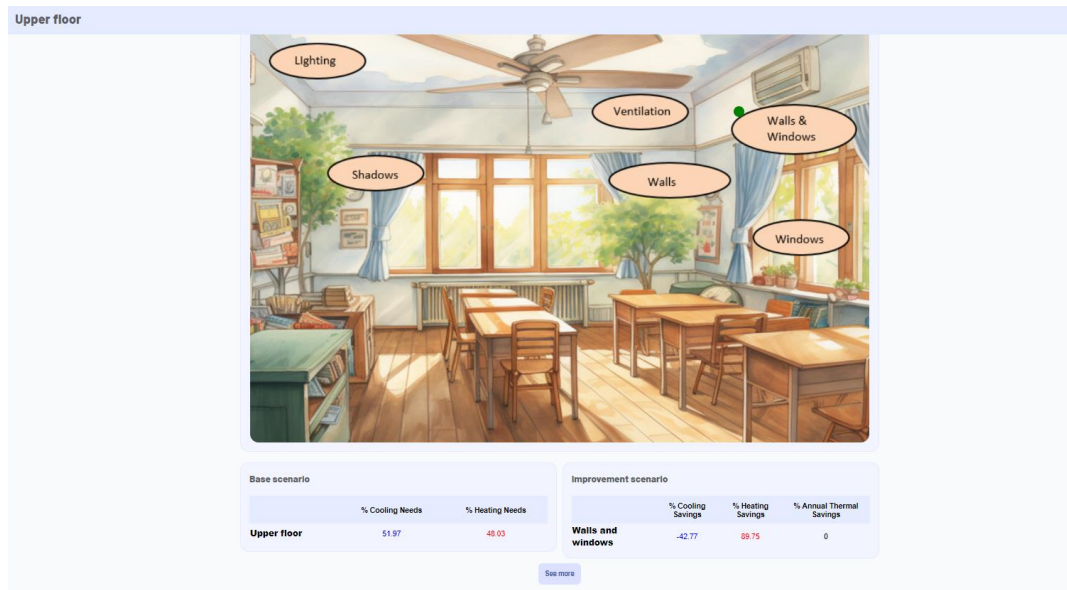 Upper floor
LIghting
Ventilation
Walls &
Windows
Shadows
Walls
Windows
Base scenario
% Cooling Needs % Heating Needs
Upper floor 51.97 48.03
Improvement scenario
% Cooling
Savings
% Heating
Savings
% Annual Thermal
Savings
Walls and
windows
-42.77 89.75 0
See more